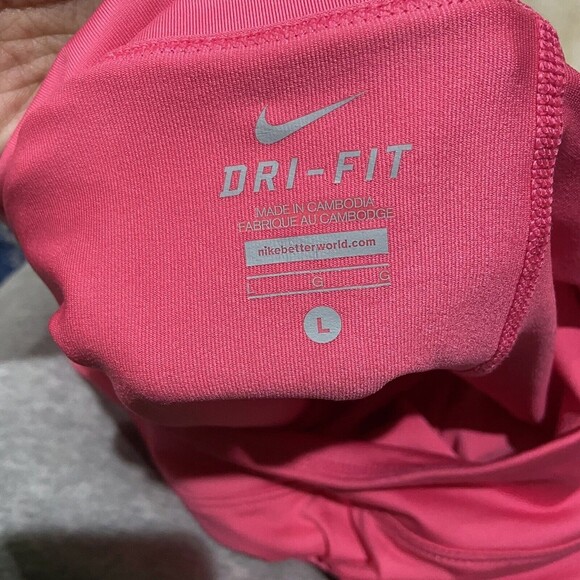 DRI-FIT
MADE IN CAMBODIA
FABRIQUE AU CAMBODGE
nikebetterworld.com
L G G
L